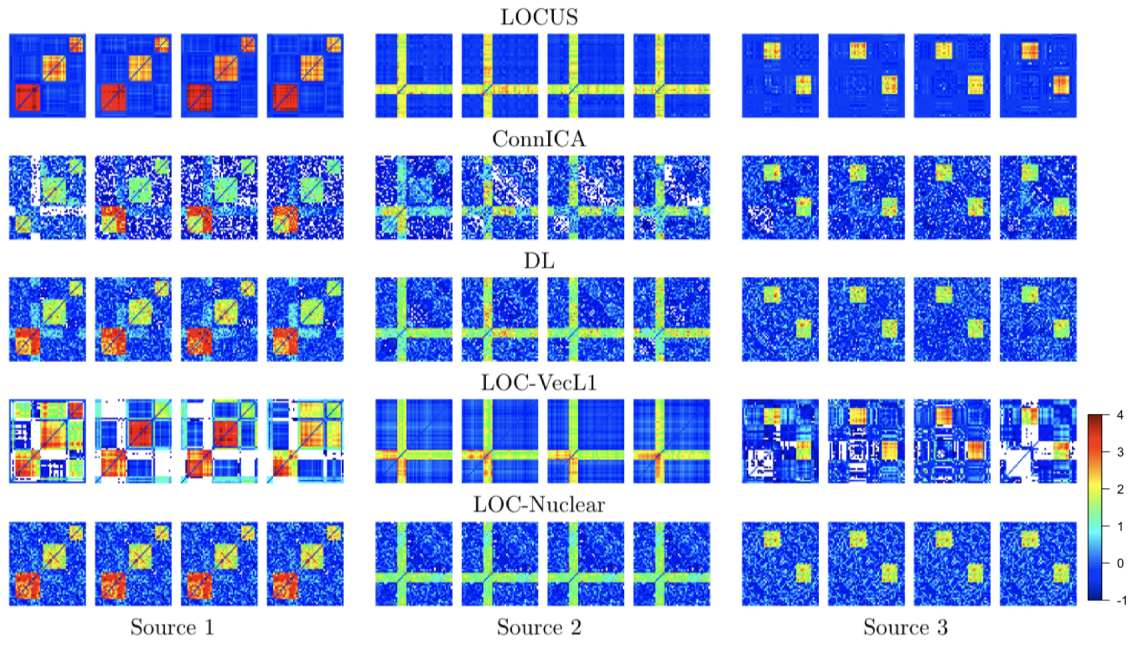 LOCUS
ConnICA
DL
LOC-VecL1
LOC-Nuclear
4
3
2
1
0
-1
Source 1
Source 2
Source 3